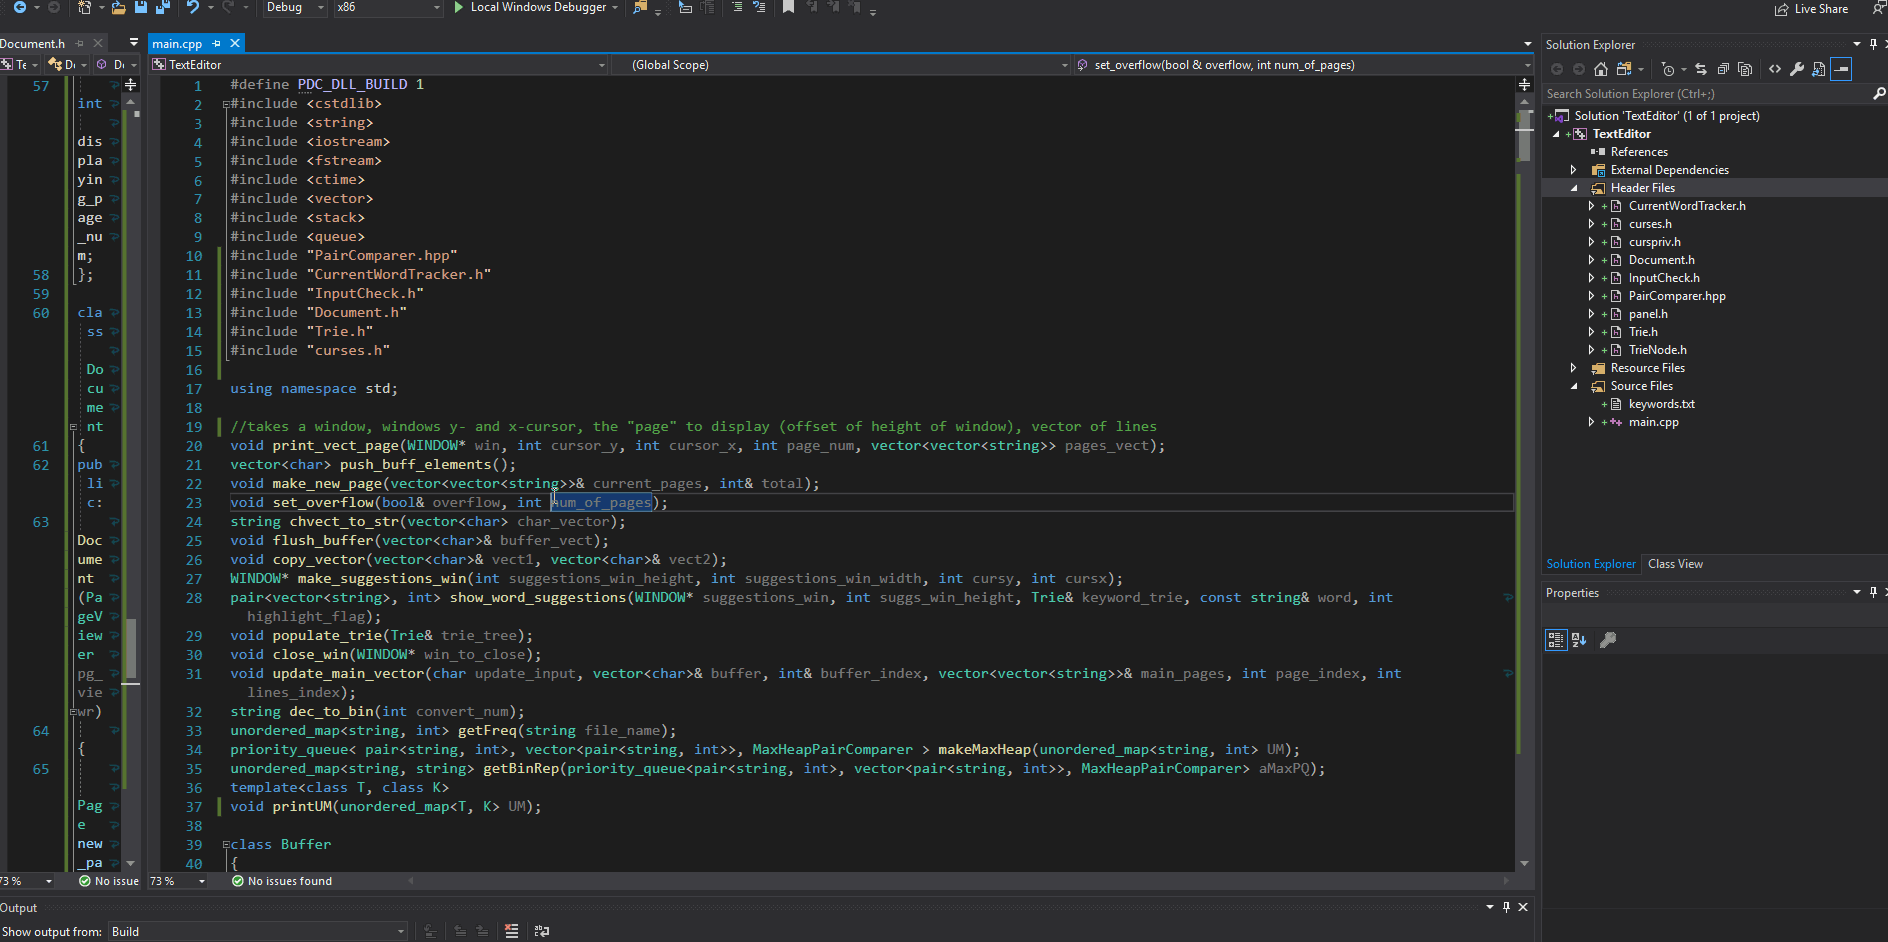 Debug
x86
Local Windows Debugger
Live Share
Document.h
main.cpp
TextEditor
(Global Scope)
set_overflow(bool & overflow, int num_of_pages)
57
int
dis
pla
yin
g_p
age
_nu
m;
58 };
59
60 cla
ss
Do
cu
me
nt
61 {
62 pub
li
c:
63
Doc
ume
nt
(Pa
geV
iew
er
pg_
vie
wr)
64
{
65
Pag
e
new
_pa
1 #define PDC_DLL_BUILD 1
2 #include <cstdlib>
3 #include <string>
4 #include <iostream>
5 #include <fstream>
6 #include <ctime>
7 #include <vector>
8 #include <stack>
9 #include <queue>
10 #include "PairComparer.hpp"
11 #include "CurrentWordTracker.h"
12 #include "InputCheck.h"
13 #include "Document.h"
14 #include "Trie.h"
15 #include "curses.h"
16
17 using namespace std;
18
19 //takes a window, windows y- and x-cursor, the "page" to display (offset of height of window), vector of lines
20 void print_vect_page(WINDOW* win, int cursor_y, int cursor_x, int page_num, vector<vector<string>> pages_vect);
21 vector<char> push_buff_elements();
22 void make_new_page(vector<vector<string>>& current_pages, int& total);
23 void set_overflow(bool& overflow, int num_of_pages);
24 string chvect_to_str(vector<char> char_vector);
25 void flush_buffer(vector<char>& buffer_vect);
26 void copy_vector(vector<char>& vect1, vector<char>& vect2);
27 WINDOW* make_suggestions_win(int suggestions_win_height, int suggestions_win_width, int cursy, int cursx);
28 pair<vector<string>, int> show_word_suggestions(WINDOW* suggestions_win, int suggs_win_height, Trie& keyword_trie, const string& word, int
highlight_flag);
29 void populate_trie(Trie& trie_tree);
30 void close_win(WINDOW* win_to_close);
31 void update_main_vector(char update_input, vector<char>& buffer, int& buffer_index, vector<vector<string>>& main_pages, int page_index, int
lines_index);
32 string dec_to_bin(int convert_num);
33 unordered_map<string, int> getFreq(string file_name);
34 priority_queue< pair<string, int>, vector<pair<string, int>>, MaxHeapPairComparer > makeMaxHeap(unordered_map<string, int> UM);
35 unordered_map<string, string> getBinRep(priority_queue<pair<string, int>, vector<pair<string, int>>, MaxHeapPairComparer> aMaxPQ);
36 template<class T, class K>
37 void printUM(unordered_map<T, K> UM);
38
39 class Buffer
40 {
73 %
No issue
73 %
No issues found
Output
Show output from: Build
Solution Explorer
Search Solution Explorer (Ctrl+;)
Solution 'TextEditor' (1 of 1 project)
TextEditor
References
External Dependencies
Header Files
CurrentWordTracker.h
curses.h
curspriv.h
Document.h
InputCheck.h
PairComparer.hpp
panel.h
Trie.h
TrieNode.h
Resource Files
Source Files
keywords.txt
main.cpp
Solution Explorer
Class View
Properties